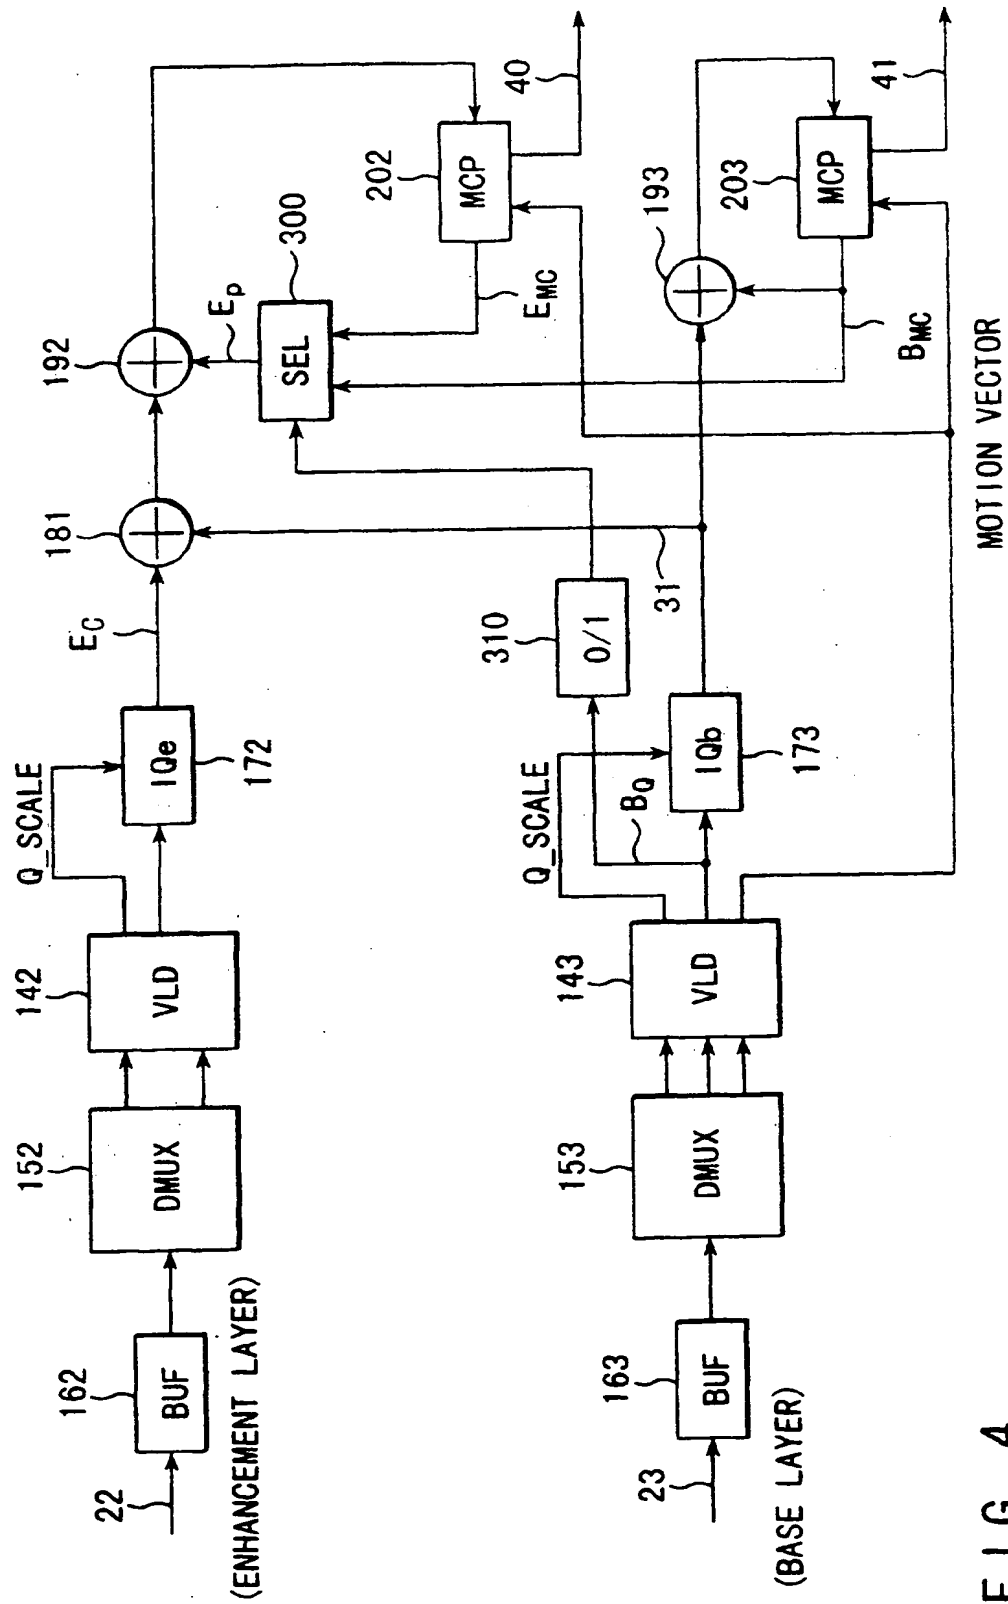 22
162
BUF
(ENHANCEMENT LAYER)
152
DMUX
142
VLD
Q_SCALE
IQe
172
EC
181
192
EP
300
SEL
EMC
202
MCP
40
23
163
BUF
(BASE LAYER)
153
DMUX
143
VLD
Q_SCALE
BQ
IQb
173
310
0/1
31
193
BMC
203
MCP
41
MOTION VECTOR
FIG. 4